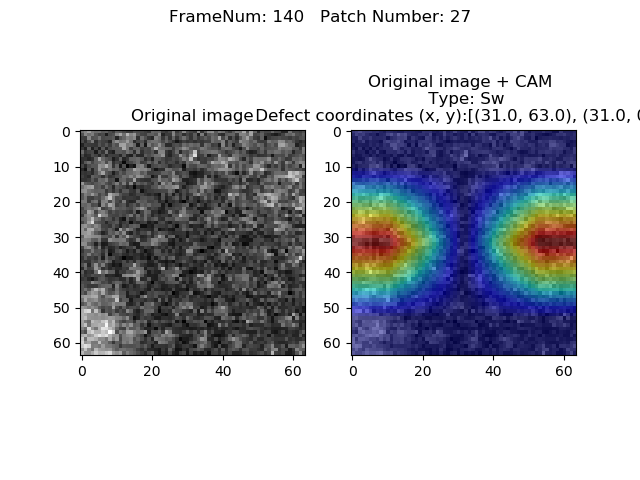 FrameNum: 140   Patch Number: 27
Original image + CAM
Type: Sw
Original image
Defect coordinates (x, y):[(31.0, 63.0), (31.0, 0
0
10
20
30
40
50
60
0 20 40 60
0
10
20
30
40
50
60
0 20 40 60